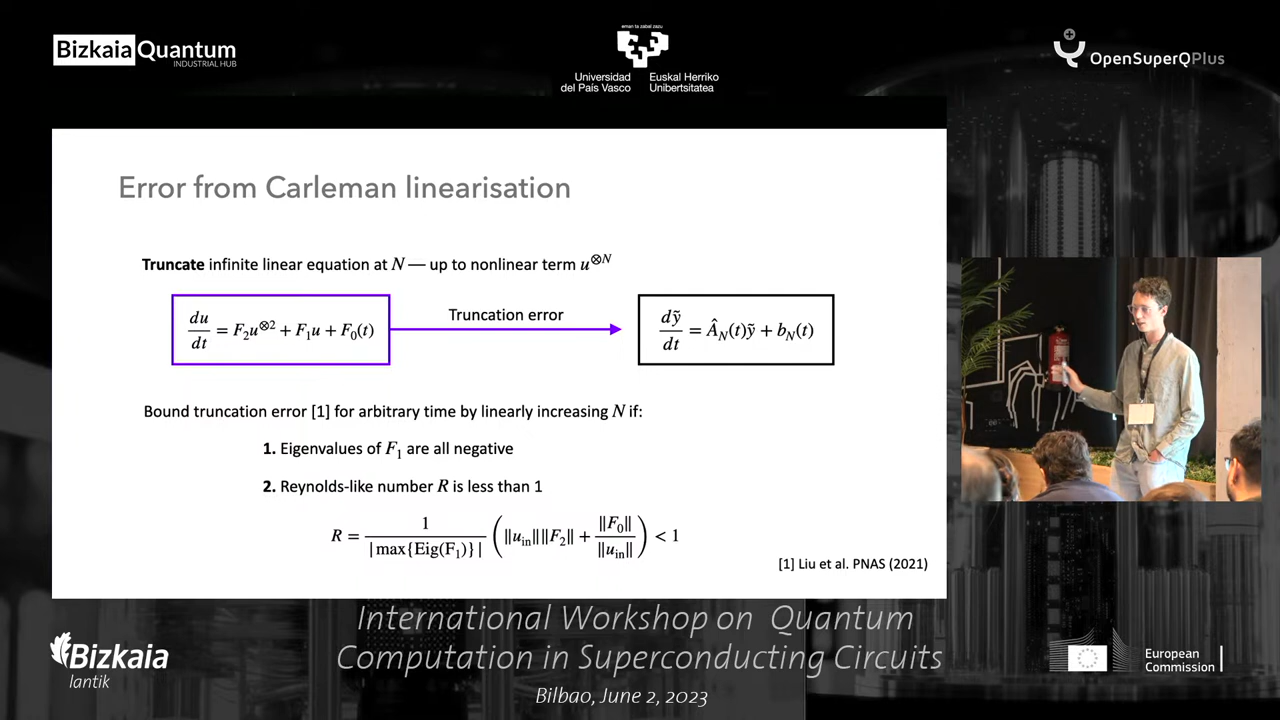 Bizkaia Quantum
INDUSTRIAL HUB
eman ta zabal zazu
Universidad
del País Vasco
Euskal Herriko
Unibertsitatea
OpenSuperQPlus
Error from Carleman linearisation
Truncate infinite linear equation at N — up to nonlinear term u^{⊗N}
du/dt = F₂u^{⊗2} + F₁u + F₀(t)
Truncation error
dỹ/dt = Â_N(t)ỹ + b_N(t)
Bound truncation error [1] for arbitrary time by linearly increasing N if:
1. Eigenvalues of F₁ are all negative
2. Reynolds-like number R is less than 1
R = 1/|max{Eig(F₁)}| (‖u_in‖‖F₂‖ + ‖F₀‖/‖u_in‖) < 1
[1] Liu et al. PNAS (2021)
International Workshop on Quantum
Computation in Superconducting Circuits
Bilbao, June 2, 2023
Bizkaia
lantik
European
Commission